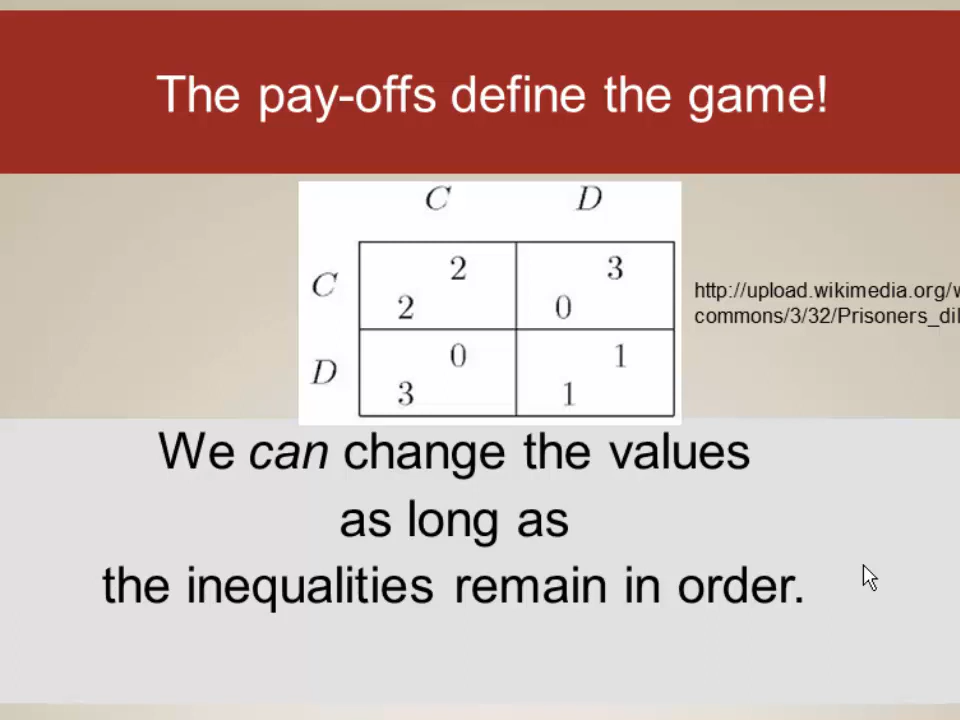 The pay-offs define the game!
C D
2 3
C
2 0
0 1
D
3 1
http://upload.wikimedia.org/w
commons/3/32/Prisoners_dil
We can change the values
as long as
the inequalities remain in order.